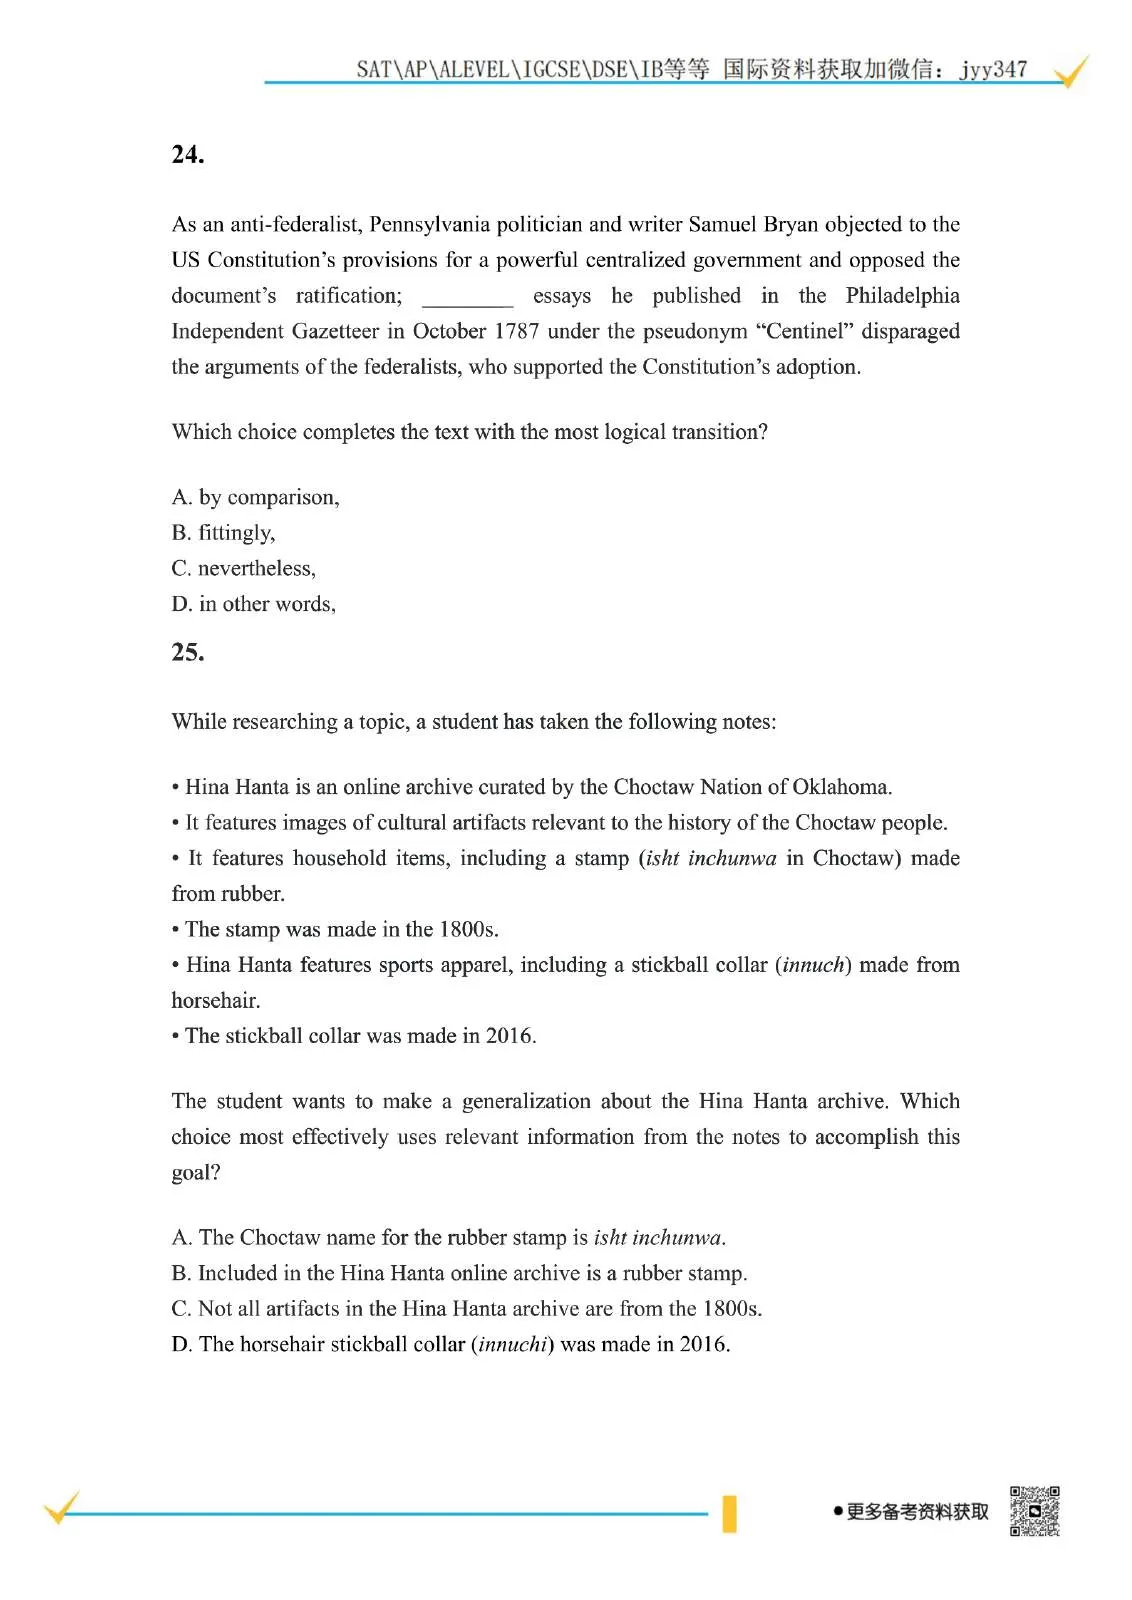 SAT\AP\ALEVEL\IGCSE\DSE\IB等等 国际资料获取加微信：jyy347
24.
As an anti-federalist, Pennsylvania politician and writer Samuel Bryan objected to the
US Constitution’s provisions for a powerful centralized government and opposed the
document’s ratification; ________ essays he published in the Philadelphia
Independent Gazetteer in October 1787 under the pseudonym “Centinel” disparaged
the arguments of the federalists, who supported the Constitution’s adoption.
Which choice completes the text with the most logical transition?
A. by comparison,
B. fittingly,
C. nevertheless,
D. in other words,
25.
While researching a topic, a student has taken the following notes:
• Hina Hanta is an online archive curated by the Choctaw Nation of Oklahoma.
• It features images of cultural artifacts relevant to the history of the Choctaw people.
• It features household items, including a stamp (isht inchunwa in Choctaw) made
from rubber.
• The stamp was made in the 1800s.
• Hina Hanta features sports apparel, including a stickball collar (innuch) made from
horsehair.
• The stickball collar was made in 2016.
The student wants to make a generalization about the Hina Hanta archive. Which
choice most effectively uses relevant information from the notes to accomplish this
goal?
A. The Choctaw name for the rubber stamp is isht inchunwa.
B. Included in the Hina Hanta online archive is a rubber stamp.
C. Not all artifacts in the Hina Hanta archive are from the 1800s.
D. The horsehair stickball collar (innuchi) was made in 2016.
•更多备考资料获取